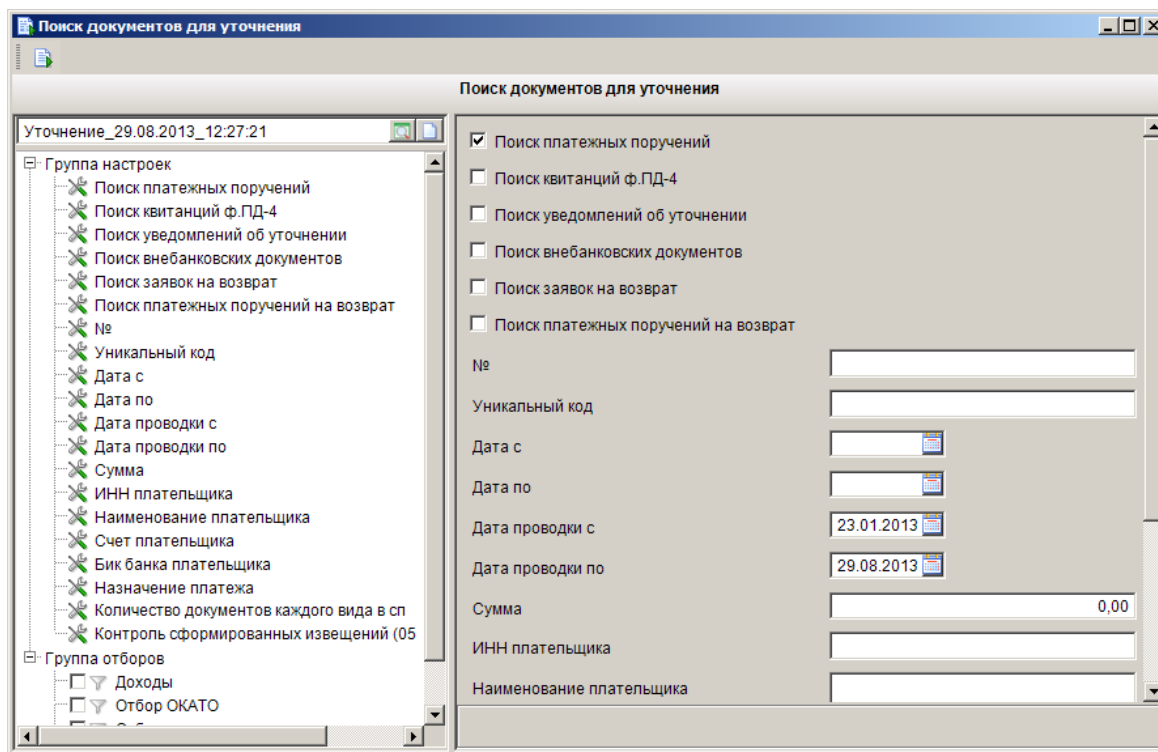 Поиск документов для уточнения
Поиск документов для уточнения
Уточнение_29.08.2013_12:27:21
Группа настроек
Поиск платежных поручений
Поиск квитанций ф.ПД-4
Поиск уведомлений об уточнении
Поиск внебанковских документов
Поиск заявок на возврат
Поиск платежных поручений на возврат
№
Уникальный код
Дата с
Дата по
Дата проводки с
Дата проводки по
Сумма
ИНН плательщика
Наименование плательщика
Счет плательщика
Бик банка плательщика
Назначение платежа
Количество документов каждого вида в сп
Контроль сформированных извещений (05
Группа отборов
Доходы
Отбор ОКАТО
Поиск платежных поручений
Поиск квитанций ф.ПД-4
Поиск уведомлений об уточнении
Поиск внебанковских документов
Поиск заявок на возврат
Поиск платежных поручений на возврат
№
Уникальный код
Дата с
Дата по
Дата проводки с 23.01.2013
Дата проводки по 29.08.2013
Сумма 0,00
ИНН плательщика
Наименование плательщика